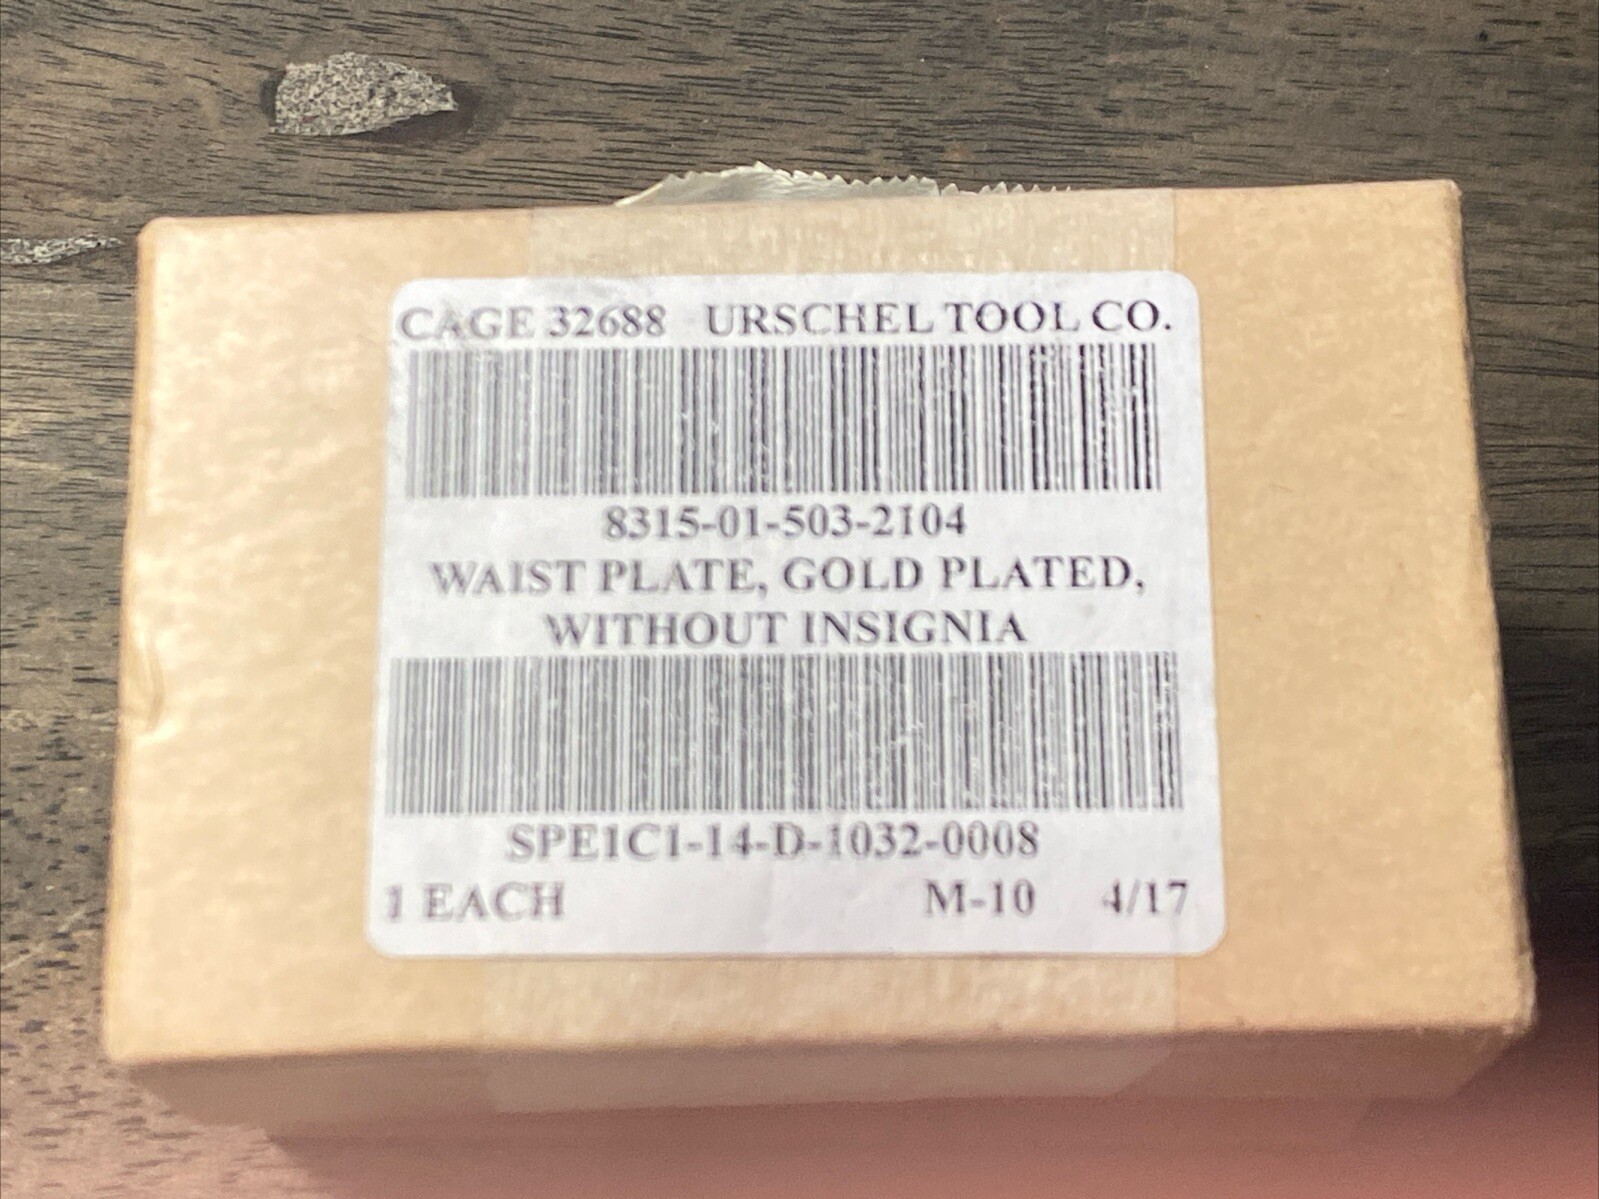 CAGE 32688 URSCHEL TOOL CO.
8315-01-503-2104
WAIST PLATE, GOLD PLATED,
WITHOUT INSIGNIA
SPE1C1-14-D-1032-0008
1 EACH M-10 4/17